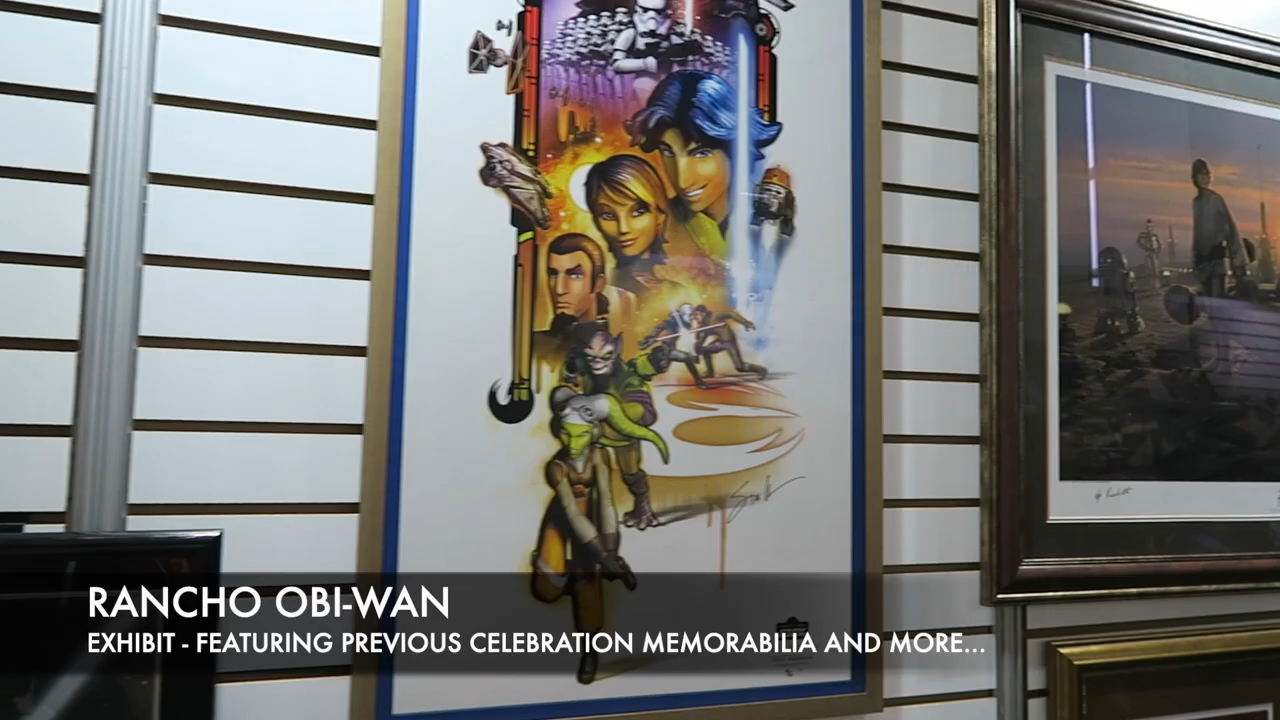 RANCHO OBI-WAN
EXHIBIT - FEATURING PREVIOUS CELEBRATION MEMORABILIA AND MORE...